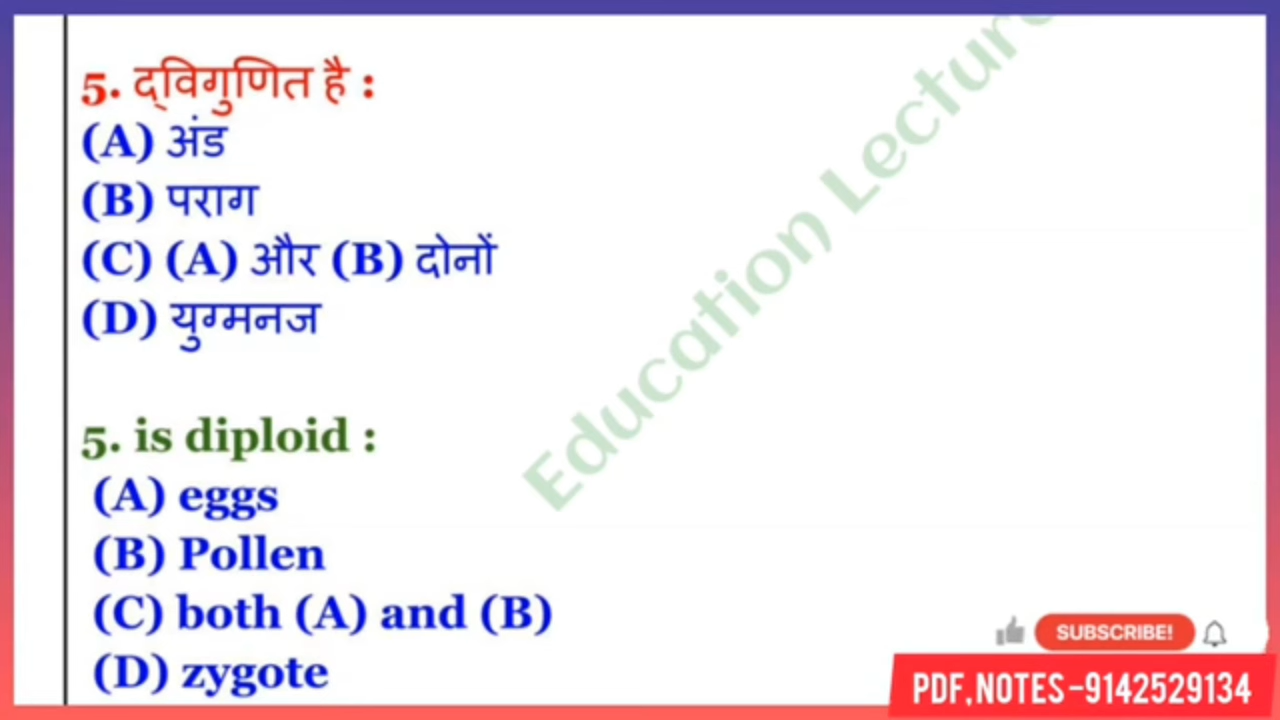 5. द्विगुणित है :
(A) अंड
(B) पराग
(C) (A) और (B) दोनों
(D) युग्मनज
5. is diploid :
(A) eggs
(B) Pollen
(C) both (A) and (B)
(D) zygote
Education Lecture
SUBSCRIBE!
PDF,NOTES-9142529134